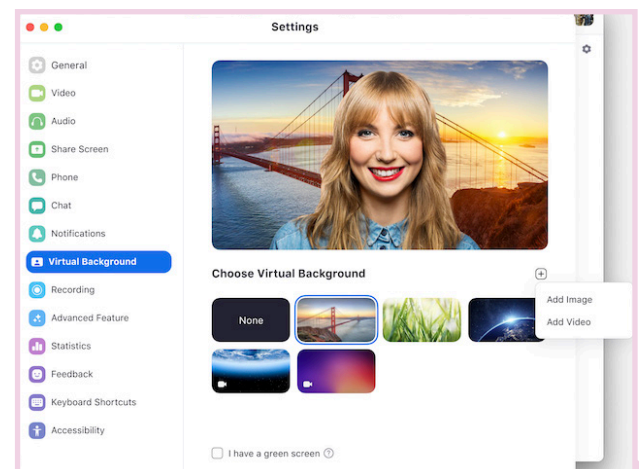 Settings
General
Video
Audio
Share Screen
Phone
Chat
Notifications
Virtual Background
Recording
Advanced Feature
Statistics
Feedback
Keyboard Shortcuts
Accessibility
Choose Virtual Background
Add Image
Add Video
None
I have a green screen ?